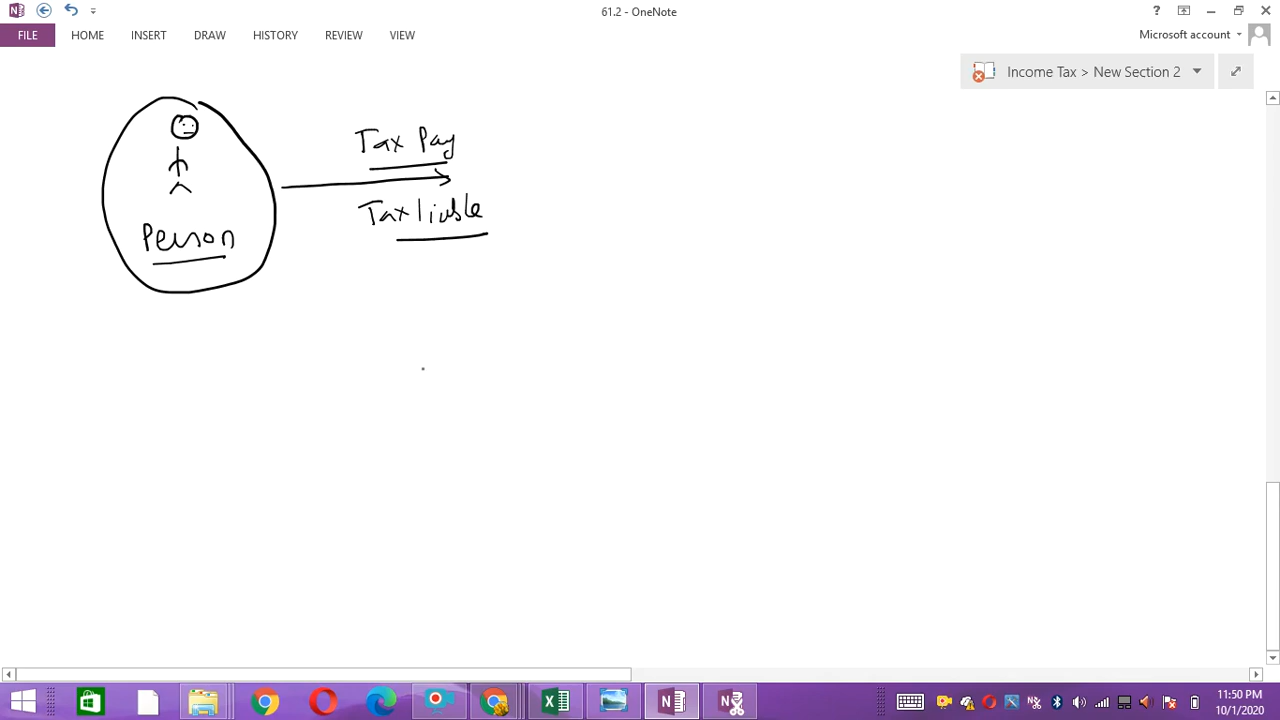 61.2 - OneNote
?
FILE HOME INSERT DRAW HISTORY REVIEW VIEW
Microsoft account
Income Tax > New Section 2
Tax Pay
Tax liable
Person
11:50 PM
10/1/2020